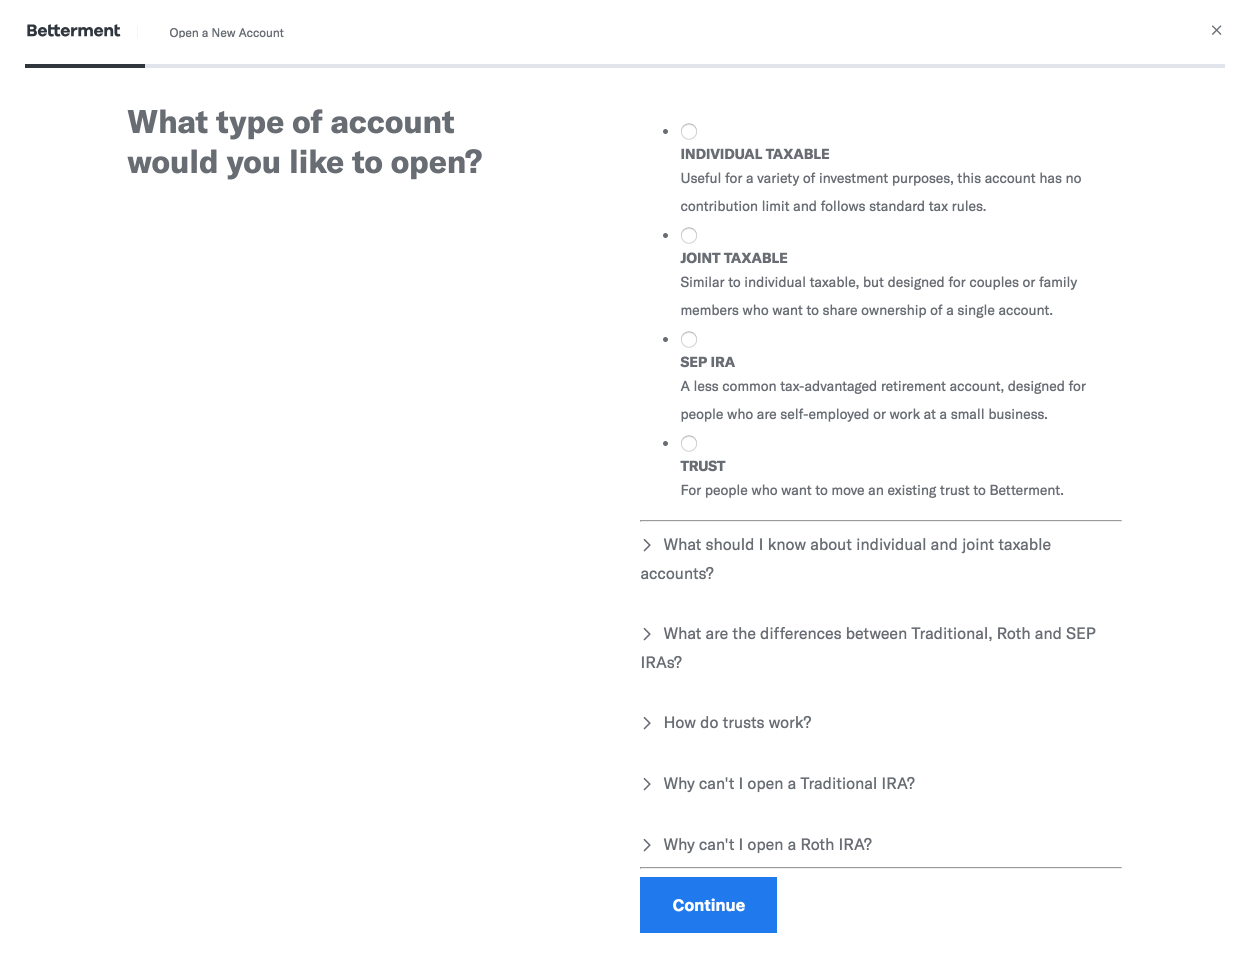 Betterment
Open a New Account
What type of account
would you like to open?
INDIVIDUAL TAXABLE
Useful for a variety of investment purposes, this account has no
contribution limit and follows standard tax rules.
JOINT TAXABLE
Similar to individual taxable, but designed for couples or family
members who want to share ownership of a single account.
SEP IRA
A less common tax-advantaged retirement account, designed for
people who are self-employed or work at a small business.
TRUST
For people who want to move an existing trust to Betterment.
What should I know about individual and joint taxable
accounts?
What are the differences between Traditional, Roth and SEP
IRAs?
How do trusts work?
Why can't I open a Traditional IRA?
Why can't I open a Roth IRA?
Continue